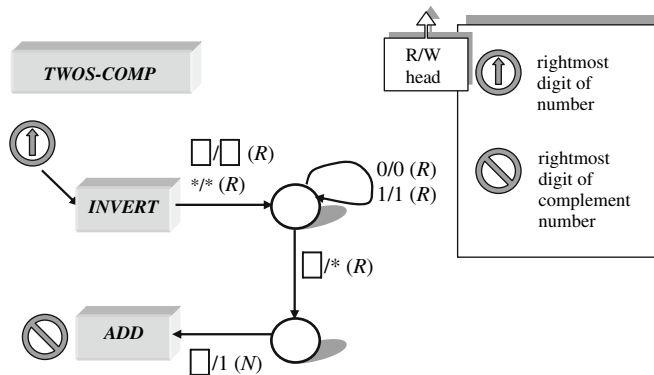 TWOS-COMP
R/W
head
rightmost
digit of
number
rightmost
digit of
complement
number
□/□ (R)
*/* (R)
0/0 (R)
1/1 (R)
INVERT
□/* (R)
ADD
□/1 (N)